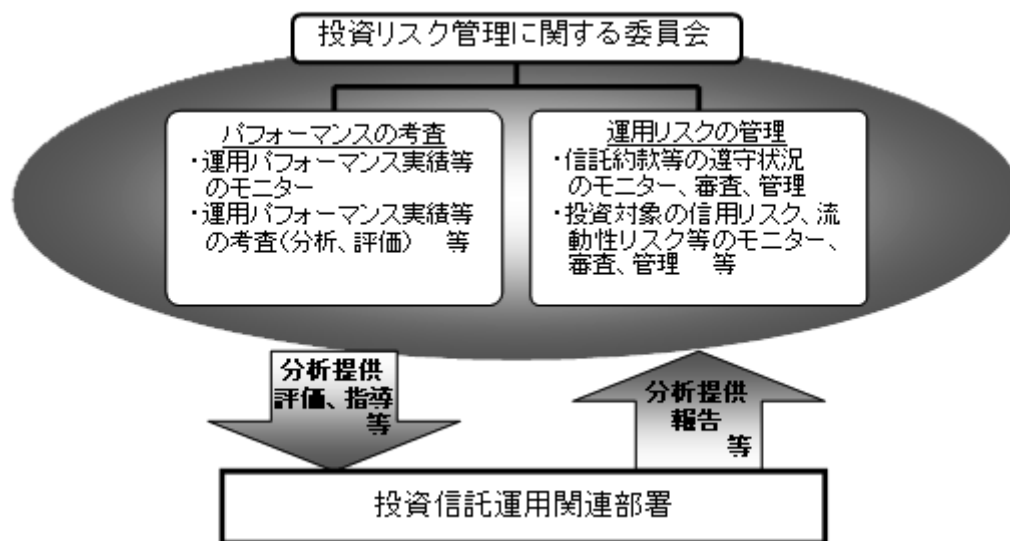 投資リスク管理に関する委員会
パフォーマンスの考査
・運用パフォーマンス実績等
のモニター
・運用パフォーマンス実績等
の考査(分析、評価) 等
運用リスクの管理
・信託約款等の遵守状況
のモニター、審査、管理
・投資対象の信用リスク、流
動性リスク等のモニター、
審査、管理 等
分析提供
評価、指導
等
分析提供
報告
等
投資信託運用関連部署